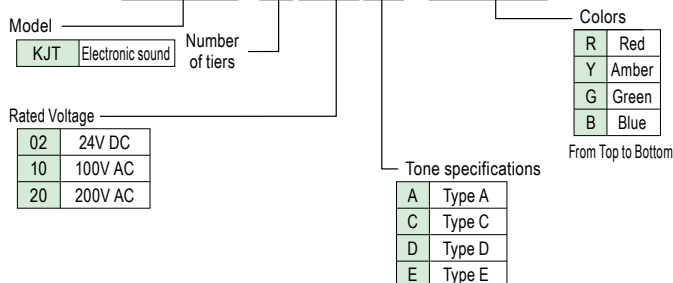 Model
KJT Electronic sound
Number
of tiers
Rated Voltage
02 24V DC
10 100V AC
20 200V AC
Tone specifications
A Type A
C Type C
D Type D
E Type E
Colors
R Red
Y Amber
G Green
B Blue
From Top to Bottom